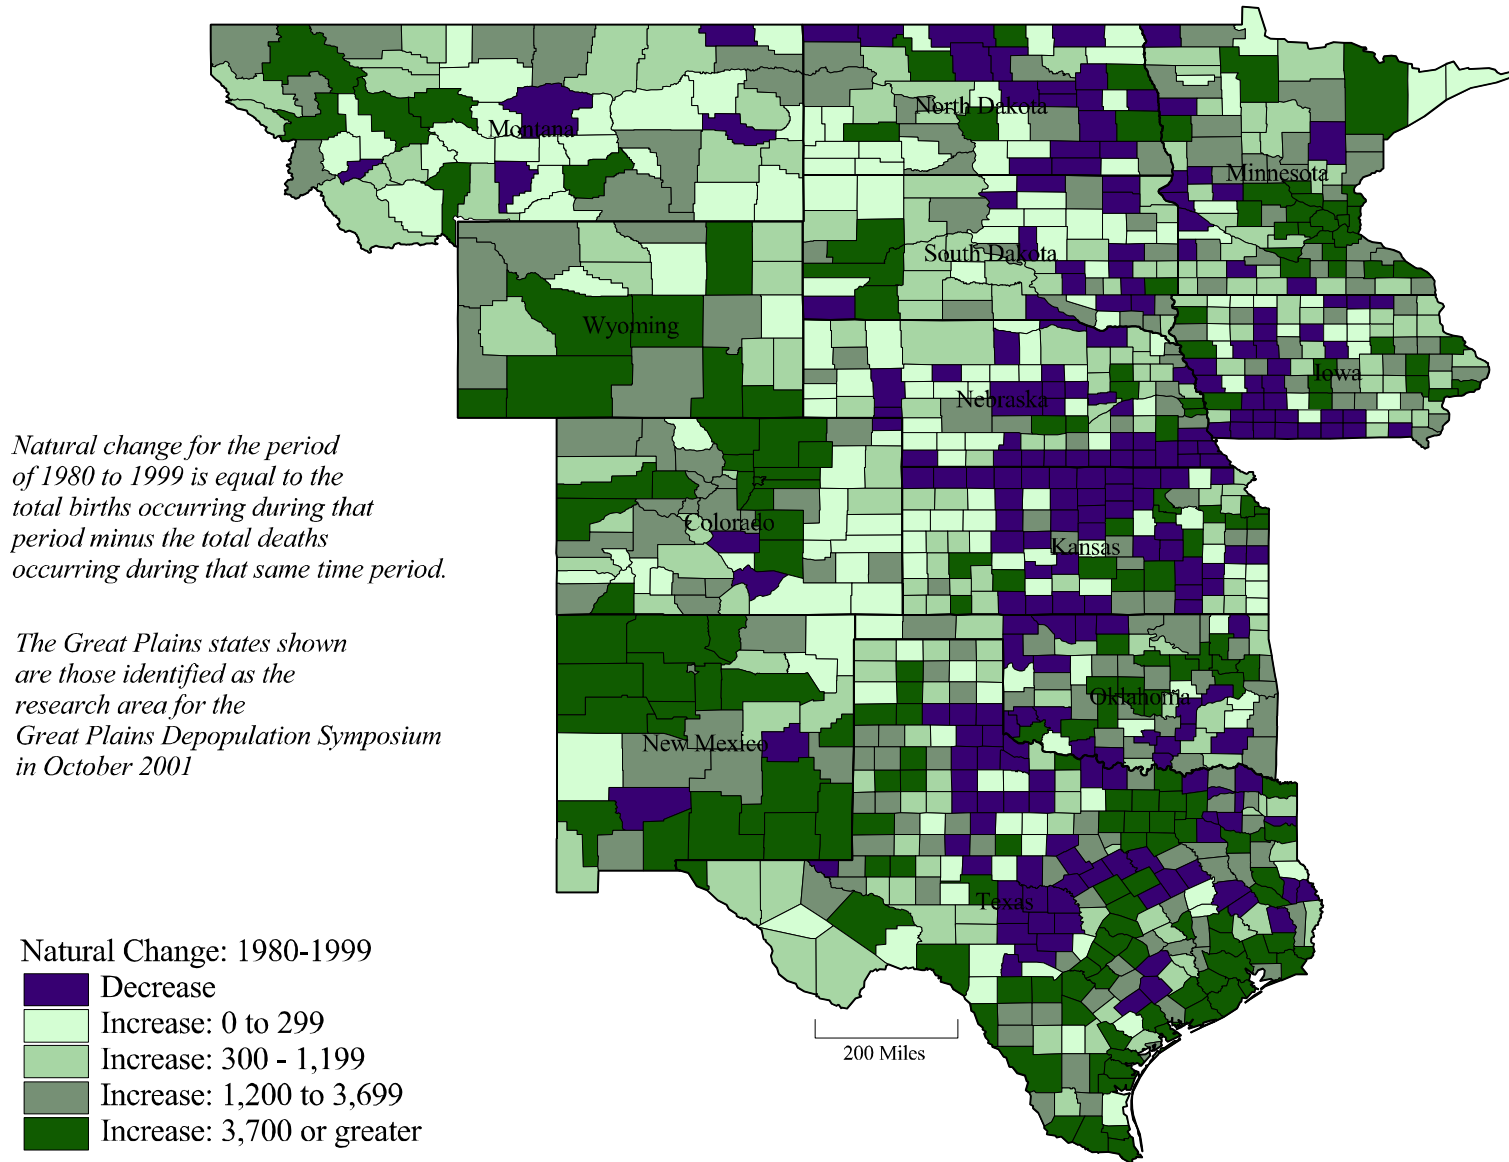 North Dakota
Montana
Minnesota
South Dakota
Wyoming
Iowa
Nebraska
Natural change for the period
of 1980 to 1999 is equal to the
total births occurring during that
period minus the total deaths
occurring during that same time period.
Colorado
Kansas
The Great Plains states shown
are those identified as the
research area for the
Great Plains Depopulation Symposium
in October 2001
Oklahoma
New Mexico
Texas
Natural Change: 1980-1999
Decrease
Increase: 0 to 299
Increase: 300 - 1,199
Increase: 1,200 to 3,699
Increase: 3,700 or greater
200 Miles